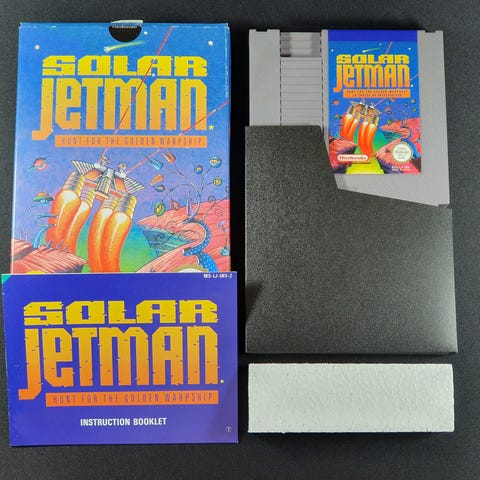 Nintendo
SOLAR
JETMAN
HUNT FOR THE GOLDEN WARPSHIP
SOLAR
JETMAN
HUNT FOR THE GOLDEN WARPSHIP
Nintendo
NES-LJ-UKV-2
SOLAR
JETMAN
HUNT FOR THE GOLDEN WARPSHIP
INSTRUCTION BOOKLET